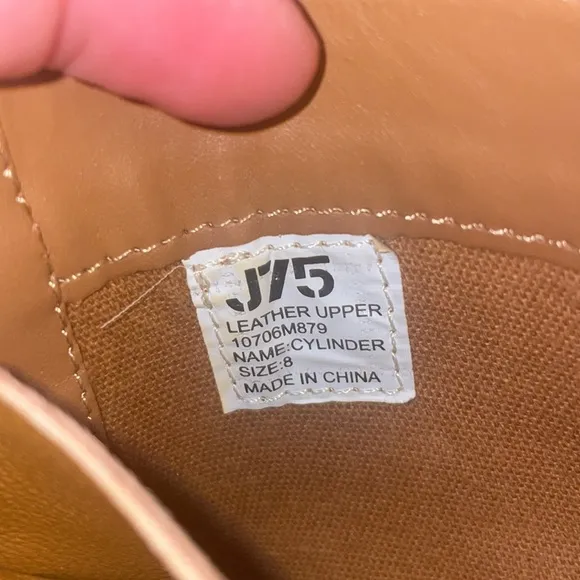 J75
LEATHER UPPER
10706M879
NAME:CYLINDER
SIZE:8
MADE IN CHINA